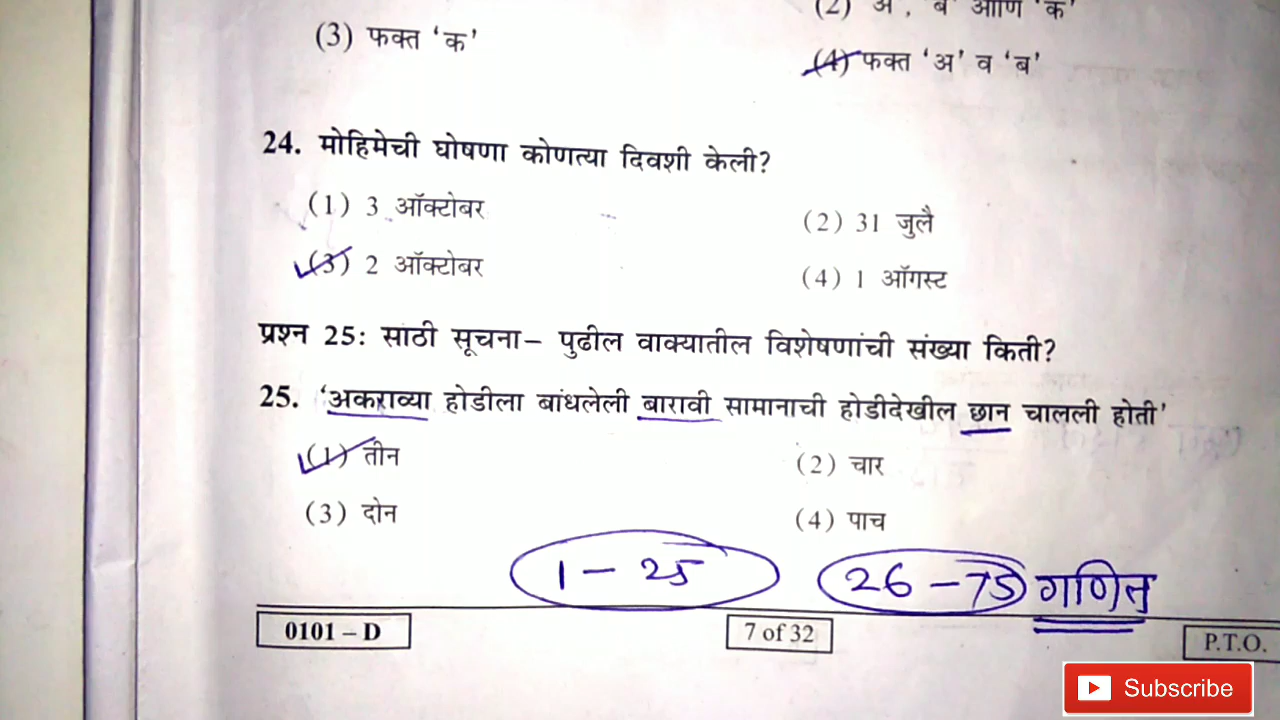 (2) अ , ब आणि 'क'
(3) फक्त 'क'
(4) फक्त 'अ' व 'ब'
24. मोहिमेची घोषणा कोणत्या दिवशी केली?
(1) 3 ऑक्टोबर
(2) 31 जुलै
(3) 2 ऑक्टोबर
(4) 1 ऑगस्ट
प्रश्न 25: साठी सूचना– पुढील वाक्यातील विशेषणांची संख्या किती?
25. 'अकराव्या होडीला बांधलेली बारावी सामानाची होडीदेखील छान चालली होती'
(1) तीन
(2) चार
(3) दोन
(4) पाच
1 – 25
26 – 75 गणित
0101 – D
7 of 32
P.T.O.
Subscribe